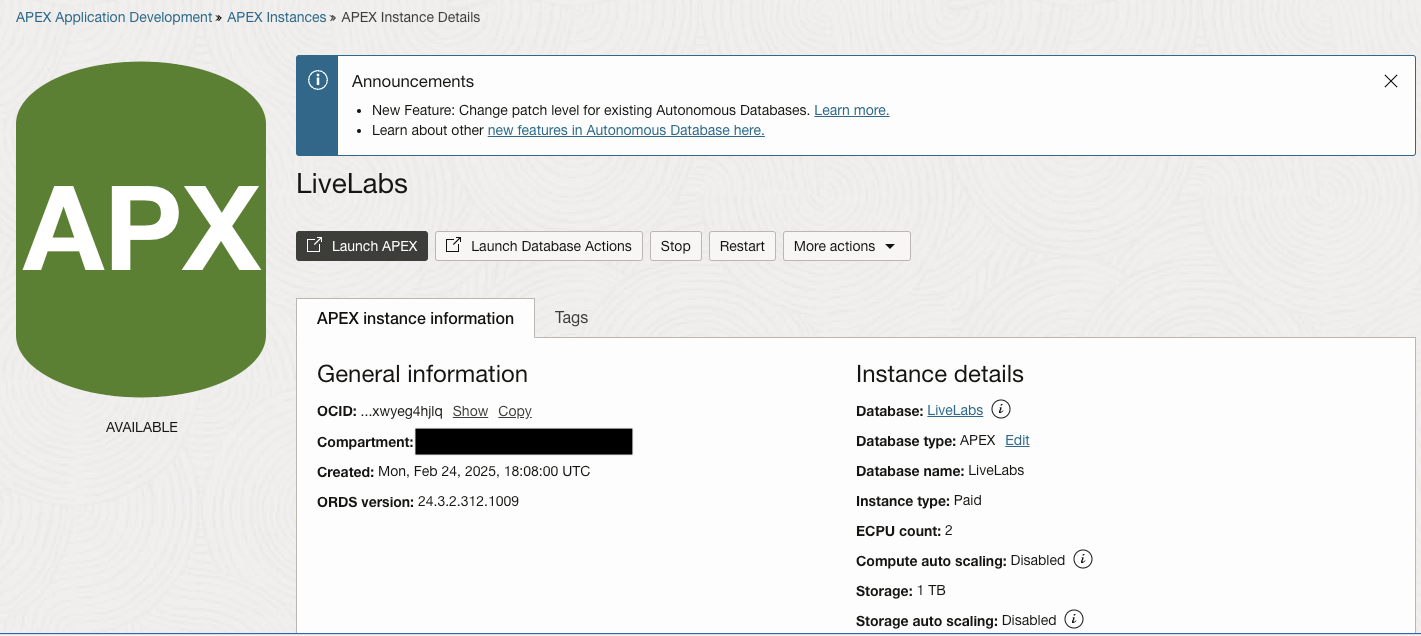 APEX Application Development » APEX Instances » APEX Instance Details
APX
AVAILABLE
Announcements
• New Feature: Change patch level for existing Autonomous Databases. Learn more.
• Learn about other new features in Autonomous Database here.
LiveLabs
Launch APEX
Launch Database Actions
Stop
Restart
More actions
APEX instance information
Tags
General information
OCID: ...xwyeg4hjlq Show Copy
Compartment:
Created: Mon, Feb 24, 2025, 18:08:00 UTC
ORDS version: 24.3.2.312.1009
Instance details
Database: LiveLabs
Database type: APEX Edit
Database name: LiveLabs
Instance type: Paid
ECPU count: 2
Compute auto scaling: Disabled
Storage: 1 TB
Storage auto scaling: Disabled